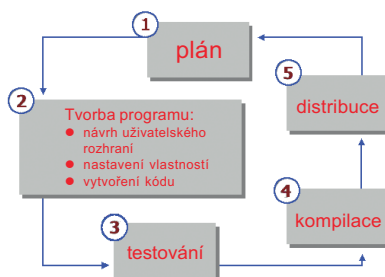 1
plán
2
Tvorba programu:
● návrh uživatelského
rozhraní
● nastavení vlastností
● vytvoření kódu
3
testování
4
kompilace
5
distribuce